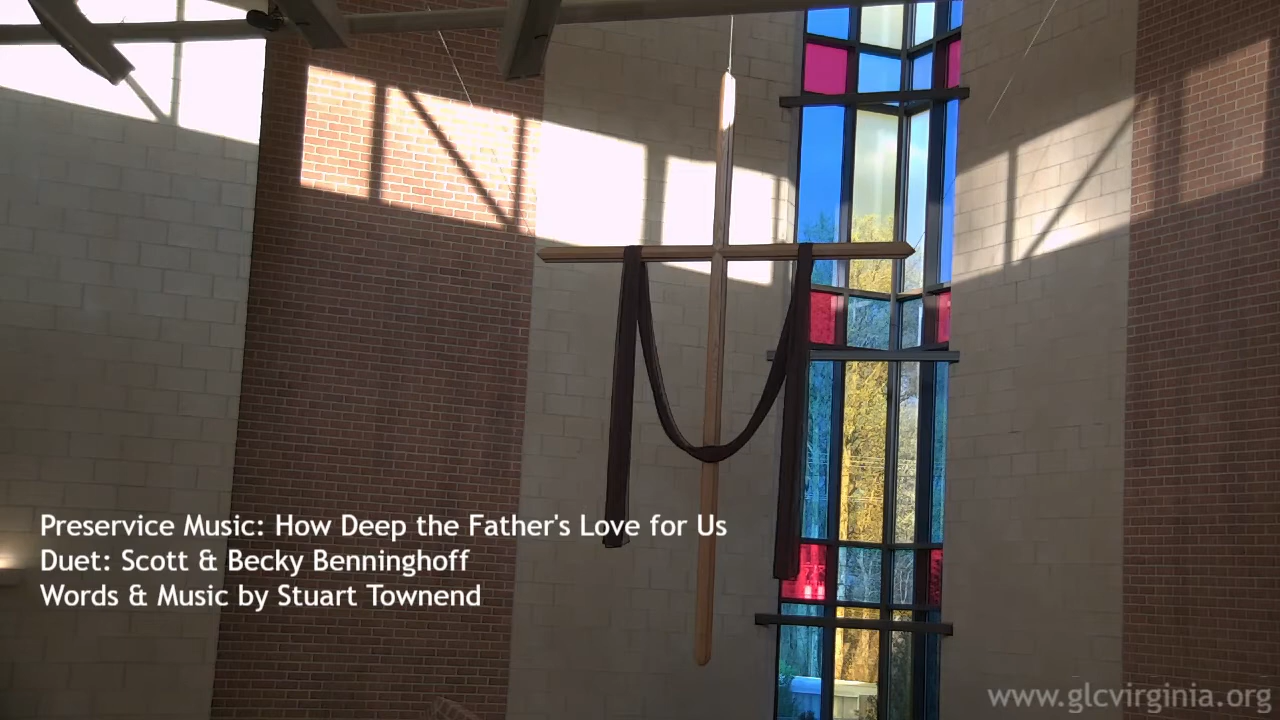 Preservice Music: How Deep the Father's Love for Us
Duet: Scott & Becky Benninghoff
Words & Music by Stuart Townend
www.glcvirginia.org